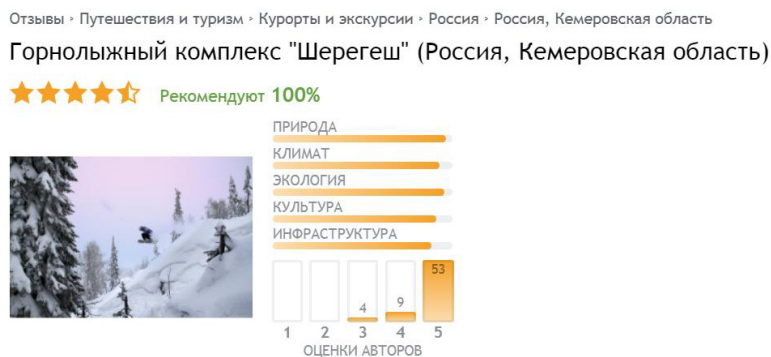 Отзывы › Путешествия и туризм › Курорты и экскурсии › Россия › Россия, Кемеровская область
Горнолыжный комплекс "Шерегеш" (Россия, Кемеровская область)
Рекомендуют 100%
ПРИРОДА
КЛИМАТ
ЭКОЛОГИЯ
КУЛЬТУРА
ИНФРАСТРУКТУРА
4 9 53
1 2 3 4 5
ОЦЕНКИ АВТОРОВ